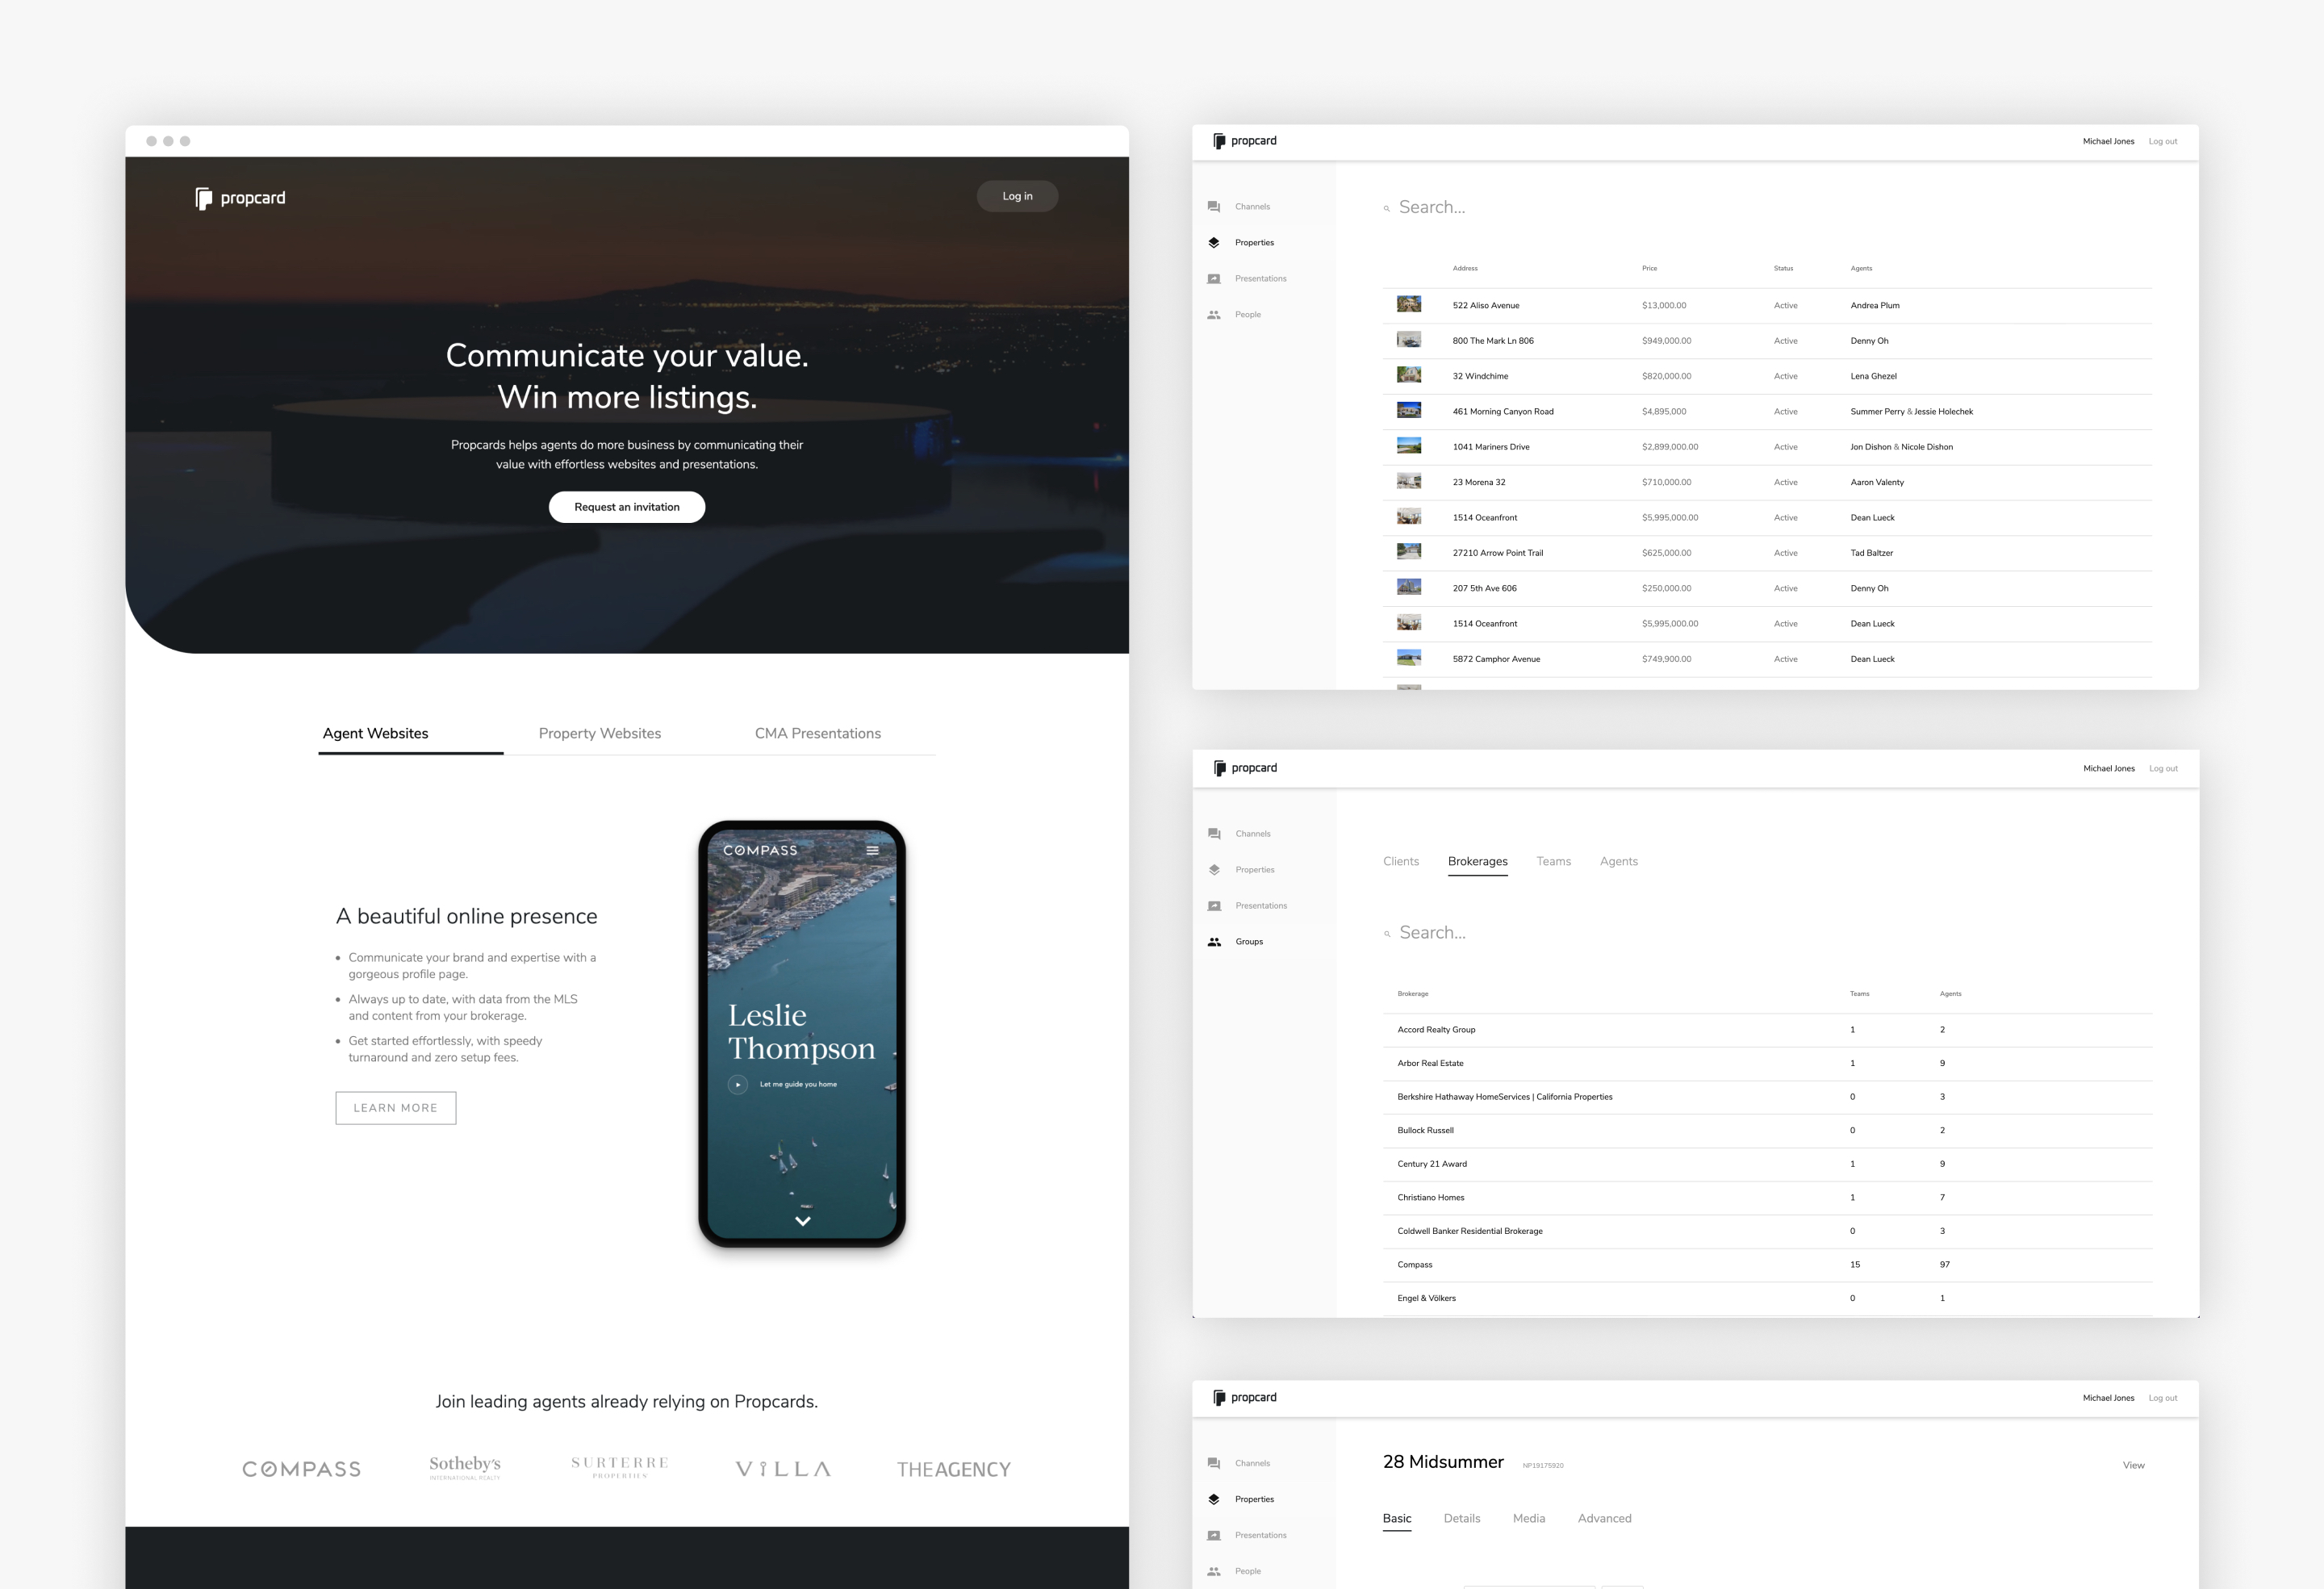 propcard
Log in
Communicate your value.
Win more listings.
Propcards helps agents do more business by communicating their
value with effortless websites and presentations.
Request an invitation
Agent Websites Property Websites CMA Presentations
A beautiful online presence
Communicate your brand and expertise with a
gorgeous profile page.
Always up to date, with data from the MLS
and content from your brokerage.
Get started effortlessly, with speedy
turnaround and zero setup fees.
LEARN MORE
COMPASS
Leslie
Thompson
Let me guide you home
Join leading agents already relying on Propcards.
COMPASS
Sotheby's
INTERNATIONAL REALTY
SURTERRE
PROPERTIES
VILLA
THEAGENCY
propcard
Michael Jones Log out
Channels
Properties
Presentations
People
Search...
Address Price Status Agents
522 Aliso Avenue $13,000.00 Active Andrea Plum
800 The Mark Ln 806 $949,000.00 Active Denny Oh
32 Windchime $820,000.00 Active Lena Ghezel
461 Morning Canyon Road $4,895,000 Active Summer Perry & Jessie Holechek
1041 Mariners Drive $2,899,000.00 Active Jon Dishon & Nicole Dishon
23 Morena 32 $710,000.00 Active Aaron Valenty
1514 Oceanfront $5,995,000.00 Active Dean Lueck
27210 Arrow Point Trail $625,000.00 Active Tad Baltzer
207 5th Ave 606 $250,000.00 Active Denny Oh
1514 Oceanfront $5,995,000.00 Active Dean Lueck
5872 Camphor Avenue $749,900.00 Active Dean Lueck
propcard
Michael Jones Log out
Channels
Properties
Presentations
Groups
Clients Brokerages Teams Agents
Search...
Brokerage Teams Agents
Accord Realty Group 1 2
Arbor Real Estate 1 9
Berkshire Hathaway HomeServices | California Properties 0 3
Bullock Russell 0 2
Century 21 Award 1 9
Christiano Homes 1 7
Coldwell Banker Residential Brokerage 0 3
Compass 15 97
Engel & Völkers 0 1
propcard
Michael Jones Log out
Channels
Properties
Presentations
People
28 Midsummer NP19175920
View
Basic Details Media Advanced